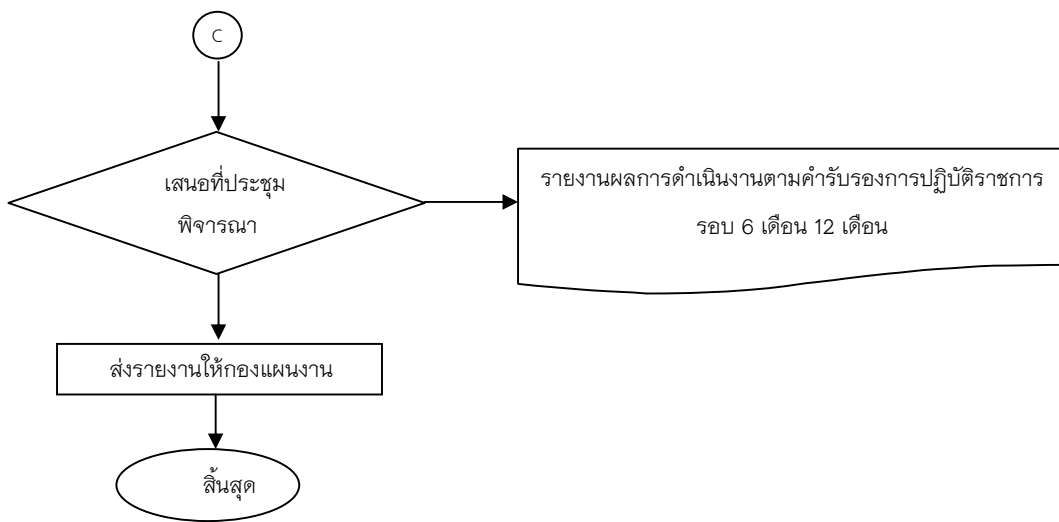 C
เสนอที่ประชุม
พิจารณา
รายงานผลการดำเนินงานตามคำรับรองการปฏิบัติราชการ
รอบ 6 เดือน 12 เดือน
ส่งรายงานให้กองแผนงาน
สิ้นสุด